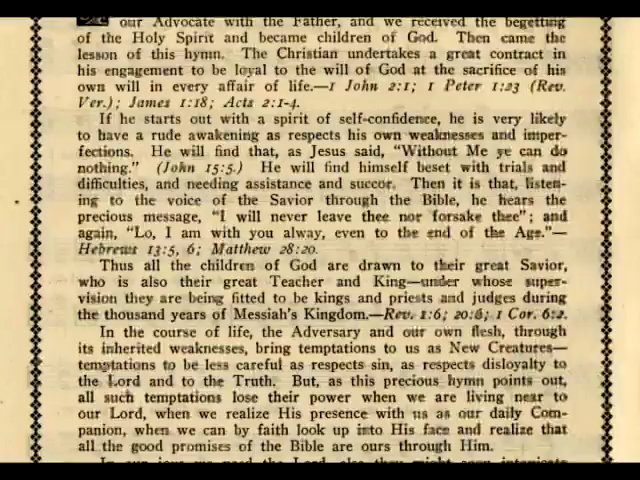 our Advocate with the Father, and we received the begetting
of the Holy Spirit and became children of God. Then came the
lesson of this hymn. The Christian undertakes a great contract in
his engagement to be loyal to the will of God at the sacrifice of his
own will in every affair of life.—1 John 2:1; 1 Peter 1:23 (Rev.
Ver.); James 1:18; Acts 2:1-4.
If he starts out with a spirit of self-confidence, he is very likely
to have a rude awakening as respects his own weaknesses and imper-
fections. He will find that, as Jesus said, “Without Me ye can do
nothing.” (John 15:5.) He will find himself beset with trials and
difficulties, and needing assistance and succor. Then it is that, listen-
ing to the voice of the Savior through the Bible, he hears the
precious message, “I will never leave thee nor forsake thee”; and
again, “Lo, I am with you alway, even to the end of the Age.”—
Hebrews 13:5, 6; Matthew 28:20.
Thus all the children of God are drawn to their great Savior,
who is also their great Teacher and King—under whose super-
vision they are being fitted to be kings and priests and judges during
the thousand years of Messiah's Kingdom.—Rev. 1:6; 20:6; 1 Cor. 6:2.
In the course of life, the Adversary and our own flesh, through
its inherited weaknesses, bring temptations to us as New Creatures—
temptations to be less careful as respects sin, as respects disloyalty to
the Lord and to the Truth. But, as this precious hymn points out,
all such temptations lose their power when we are living near to
our Lord, when we realize His presence with us as our daily Com-
panion, when we can by faith look up into His face and realize that
all the good promises of the Bible are ours through Him.